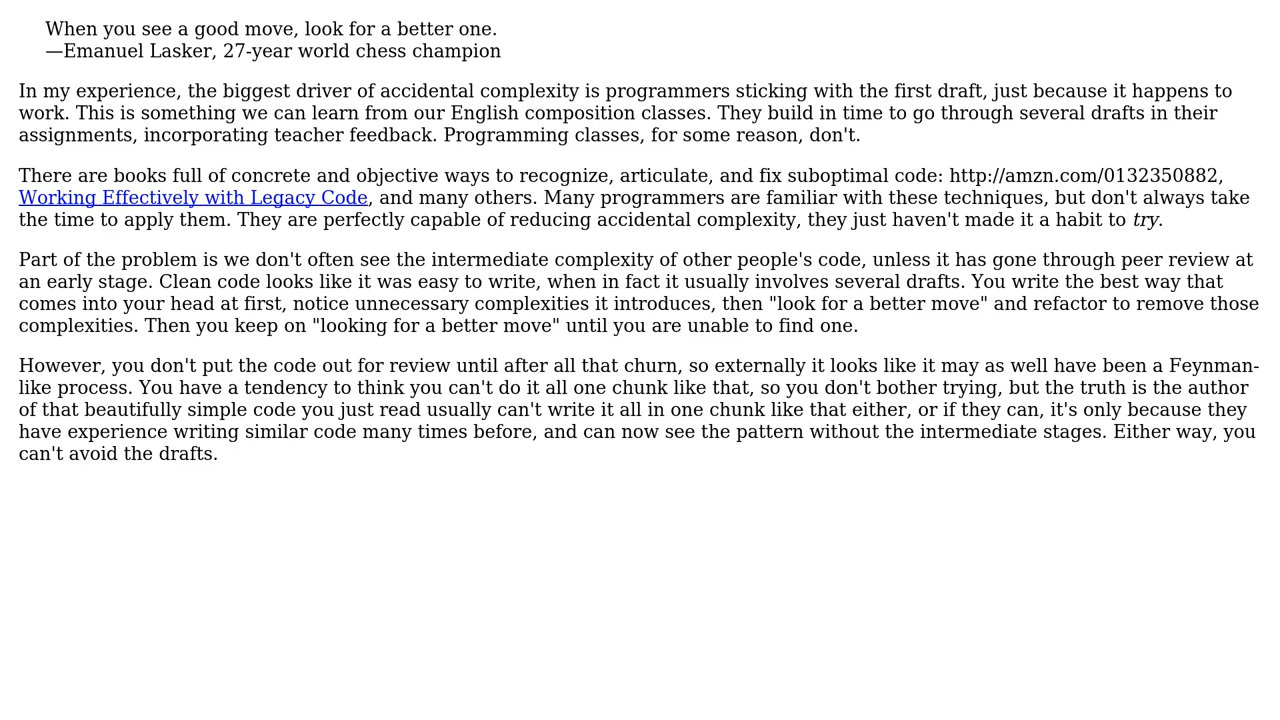 When you see a good move, look for a better one.
—Emanuel Lasker, 27-year world chess champion
In my experience, the biggest driver of accidental complexity is programmers sticking with the first draft, just because it happens to
work. This is something we can learn from our English composition classes. They build in time to go through several drafts in their
assignments, incorporating teacher feedback. Programming classes, for some reason, don't.
There are books full of concrete and objective ways to recognize, articulate, and fix suboptimal code: http://amzn.com/0132350882,
Working Effectively with Legacy Code, and many others. Many programmers are familiar with these techniques, but don't always take
the time to apply them. They are perfectly capable of reducing accidental complexity, they just haven't made it a habit to try.
Part of the problem is we don't often see the intermediate complexity of other people's code, unless it has gone through peer review at
an early stage. Clean code looks like it was easy to write, when in fact it usually involves several drafts. You write the best way that
comes into your head at first, notice unnecessary complexities it introduces, then "look for a better move" and refactor to remove those
complexities. Then you keep on "looking for a better move" until you are unable to find one.
However, you don't put the code out for review until after all that churn, so externally it looks like it may as well have been a Feynman-
like process. You have a tendency to think you can't do it all one chunk like that, so you don't bother trying, but the truth is the author
of that beautifully simple code you just read usually can't write it all in one chunk like that either, or if they can, it's only because they
have experience writing similar code many times before, and can now see the pattern without the intermediate stages. Either way, you
can't avoid the drafts.